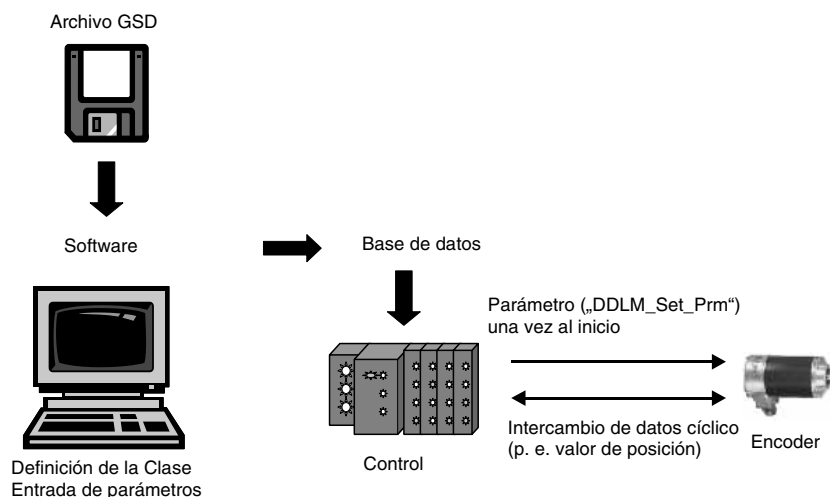 Archivo GSD
Software
Base de datos
Parámetro („DDLM_Set_Prm“)
una vez al inicio
Intercambio de datos cíclico
(p. e. valor de posición)
Encoder
Control
Definición de la Clase
Entrada de parámetros